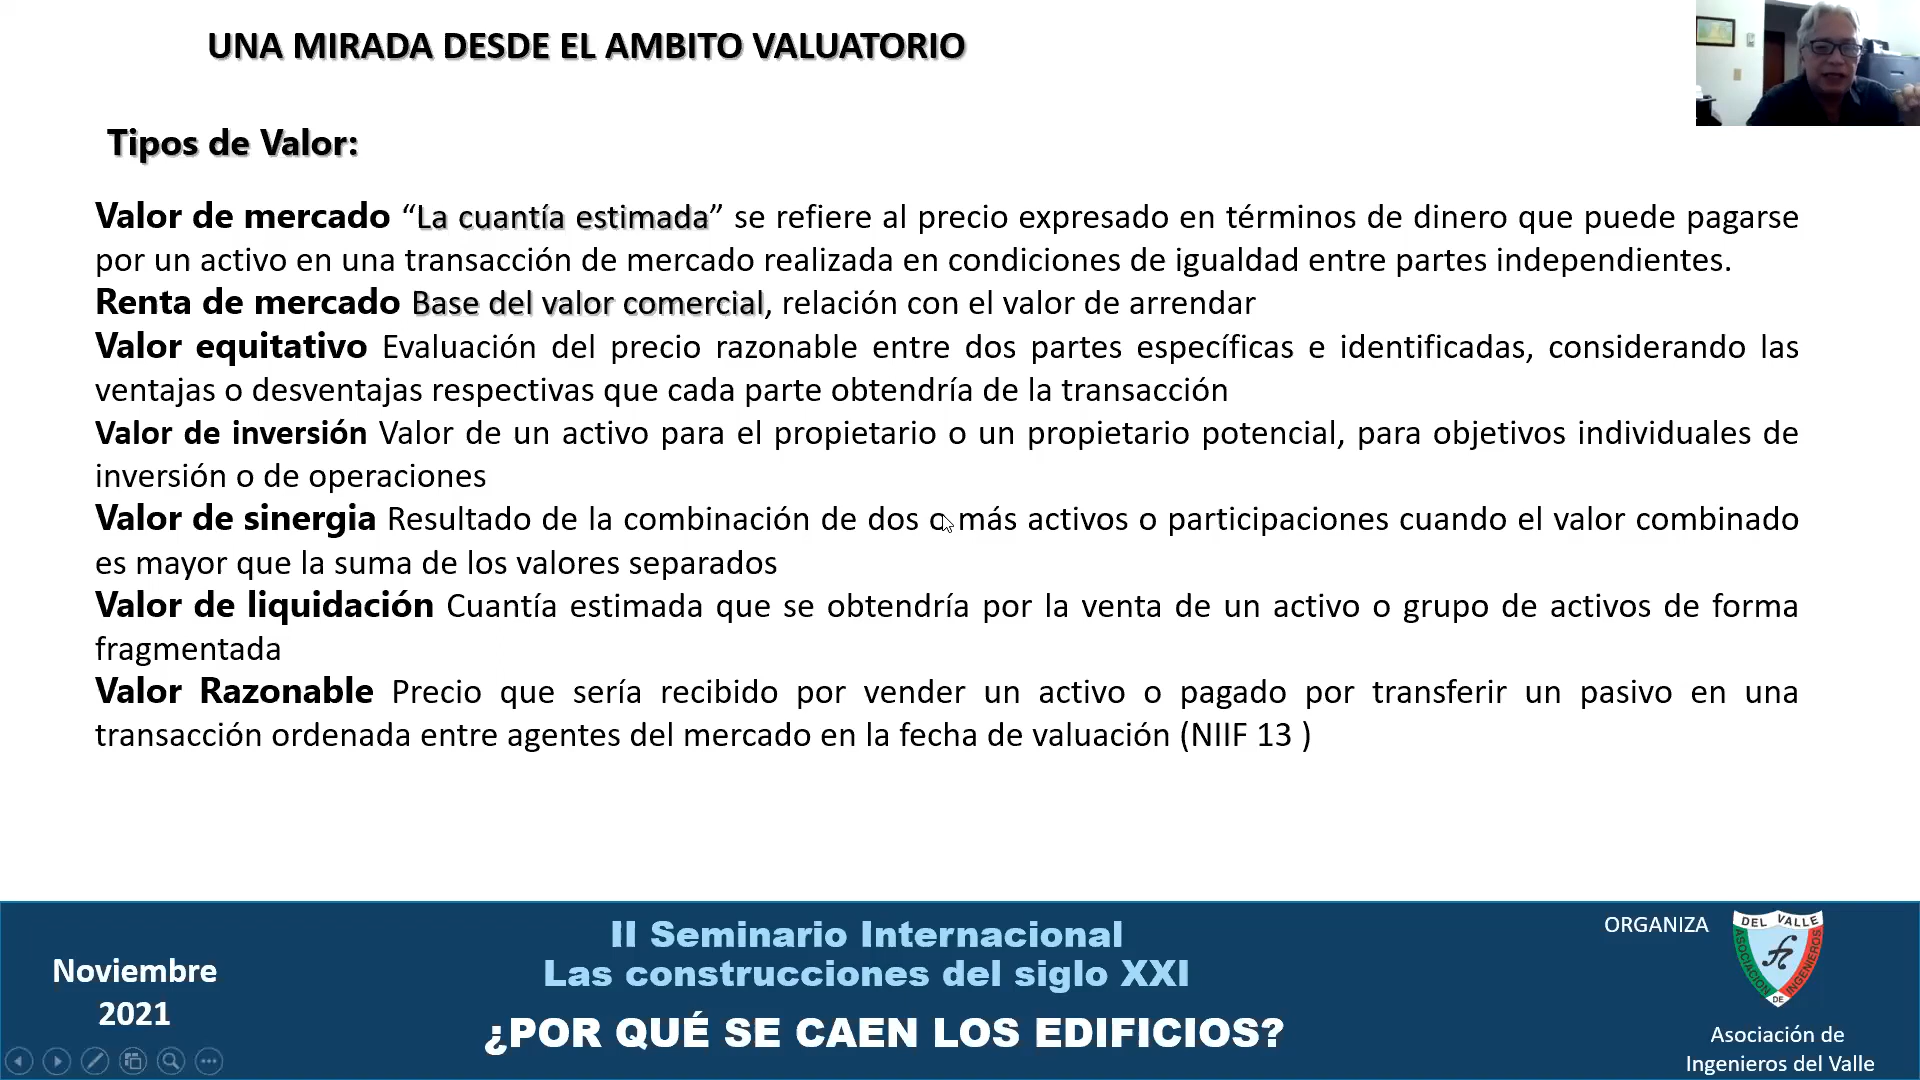 UNA MIRADA DESDE EL AMBITO VALUATORIO
Tipos de Valor:
Valor de mercado “La cuantía estimada” se refiere al precio expresado en términos de dinero que puede pagarse
por un activo en una transacción de mercado realizada en condiciones de igualdad entre partes independientes.
Renta de mercado Base del valor comercial, relación con el valor de arrendar
Valor equitativo Evaluación del precio razonable entre dos partes específicas e identificadas, considerando las
ventajas o desventajas respectivas que cada parte obtendría de la transacción
Valor de inversión Valor de un activo para el propietario o un propietario potencial, para objetivos individuales de
inversión o de operaciones
Valor de sinergia Resultado de la combinación de dos o más activos o participaciones cuando el valor combinado
es mayor que la suma de los valores separados
Valor de liquidación Cuantía estimada que se obtendría por la venta de un activo o grupo de activos de forma
fragmentada
Valor Razonable Precio que sería recibido por vender un activo o pagado por transferir un pasivo en una
transacción ordenada entre agentes del mercado en la fecha de valuación (NIIF 13 )
Noviembre
2021
II Seminario Internacional
Las construcciones del siglo XXI
¿POR QUÉ SE CAEN LOS EDIFICIOS?
ORGANIZA
DEL VALLE
ASOCIACIÓN
DE
INGENIEROS
Asociación de
Ingenieros del Valle